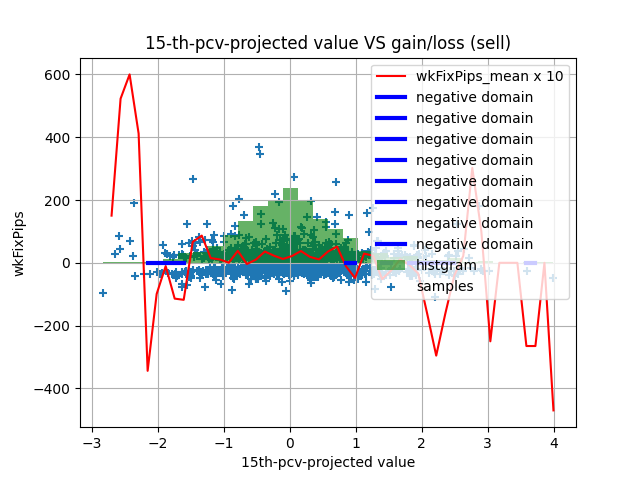 15-th-pcv-projected value VS gain/loss (sell)
wkFixPips_mean x 10
negative domain
negative domain
negative domain
negative domain
negative domain
negative domain
negative domain
negative domain
histgram
samples
wkFixPips
600
400
200
0
−200
−400
−3
−2
−1
0
1
2
3
4
15th-pcv-projected value